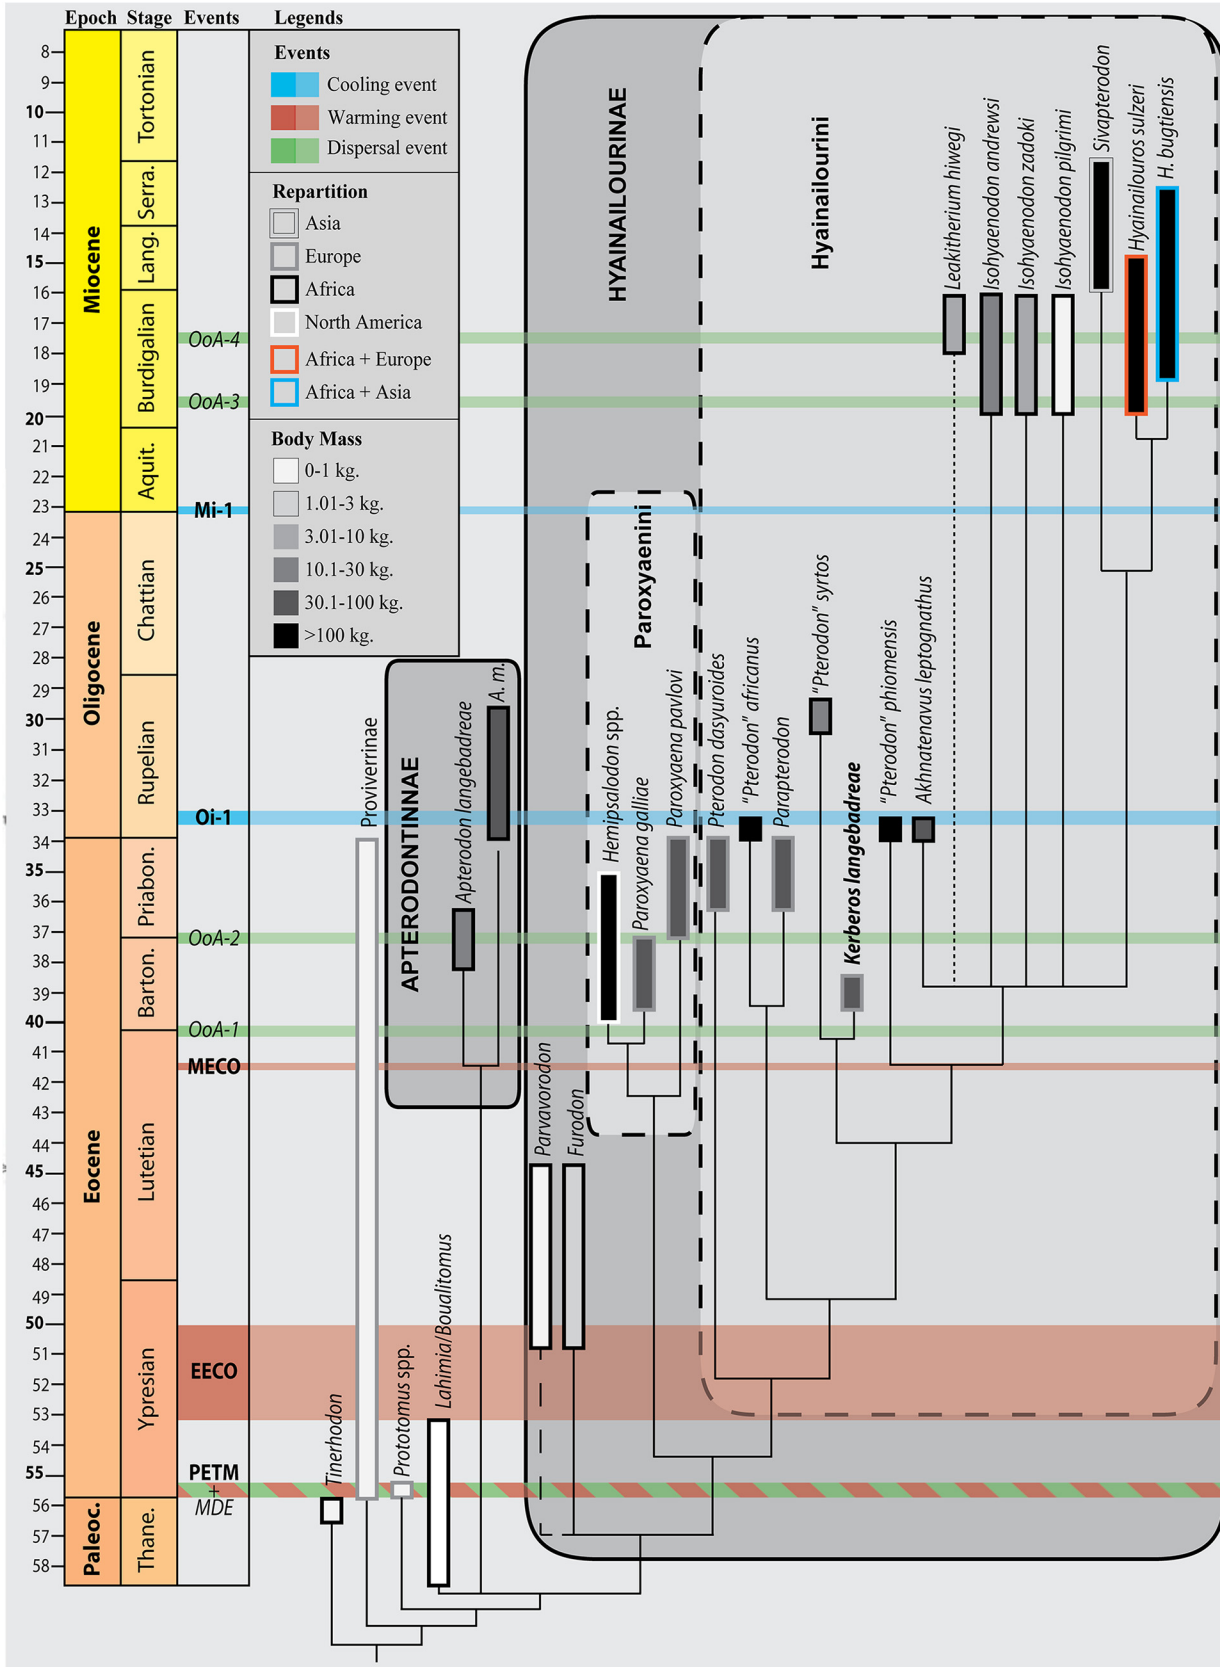 Epoch Stage Events Legends
Events
Cooling event
Warming event
Dispersal event
Repartition
Asia
Europe
Africa
North America
Africa + Europe
Africa + Asia
Body Mass
0-1 kg.
1.01-3 kg.
3.01-10 kg.
10.1-30 kg.
30.1-100 kg.
>100 kg.
8
9
10
11
12
13
14
15
16
17
18
19
20
21
22
23
24
25
26
27
28
29
30
31
32
33
34
35
36
37
38
39
40
41
42
43
44
45
46
47
48
49
50
51
52
53
54
55
56
57
58
Miocene
Oligocene
Eocene
Paleoc.
Tortonian
Serra.
Lang.
Burdigalian
Aquit.
Chattian
Rupelian
Priabon.
Barton.
Lutetian
Ypresian
Thane.
OoA-4
OoA-3
Mi-1
Oi-1
OoA-2
OoA-1
MECO
EECO
PETM
+
MDE
Tinerhodon
Proviverrinae
Prototomus spp.
Lahimia/Boualitomus
APTERODONTINAE
Apterodon langebadreae
A. m.
HYAINAILOURINAE
Parvavorodon
Furodon
Paroxyaenini
Hemipsalodon spp.
Paroxyaena galliae
Paroxyaena pavlovi
Hyainailourini
Pterodon dasyuroides
"Pterodon" africanus
Parapterodon
"Pterodon" syrtos
Kerberos langebadreae
"Pterodon" phiomensis
Akhnatenavus leptognathus
Leakitherium hiwegi
Isohyaenodon andrewsi
Isohyaenodon zadoki
Isohyaenodon pilgrimi
Sivapterodon
Hyainailouros sulzeri
H. bugtiensis